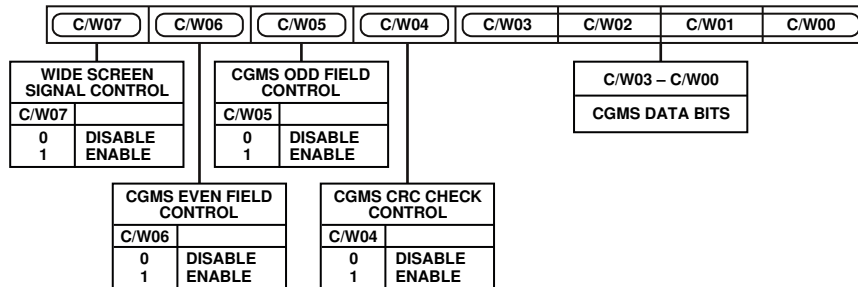 C/W07 C/W06 C/W05 C/W04 C/W03 C/W02 C/W01 C/W00
WIDE SCREEN
SIGNAL CONTROL
C/W07
0 DISABLE
1 ENABLE
CGMS ODD FIELD
CONTROL
C/W05
0 DISABLE
1 ENABLE
C/W03 – C/W00
CGMS DATA BITS
CGMS EVEN FIELD
CONTROL
C/W06
0 DISABLE
1 ENABLE
CGMS CRC CHECK
CONTROL
C/W04
0 DISABLE
1 ENABLE